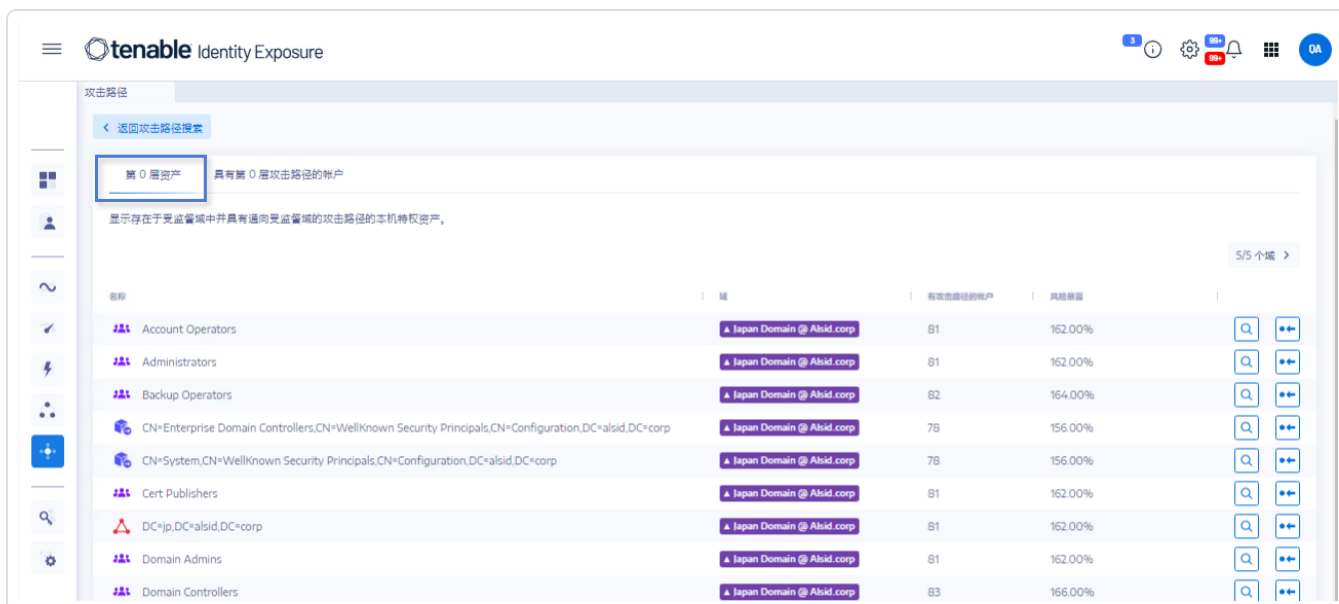 tenable Identity Exposure
3
99+
99+
QA
攻击路径
返回攻击路径搜索
第 0 层资产
具有第 0 层攻击路径的帐户
显示存在于受监督域中并具有通向受监督域的攻击路径的本机特权资产。
5/5 个域
名称 域 有攻击路径的帐户 风险暴露
Account Operators Japan Domain @ Alsid.corp 81 162.00%
Administrators Japan Domain @ Alsid.corp 81 162.00%
Backup Operators Japan Domain @ Alsid.corp 82 164.00%
CN=Enterprise Domain Controllers,CN=WellKnown Security Principals,CN=Configuration,DC=alsid,DC=corp Japan Domain @ Alsid.corp 78 156.00%
CN=System,CN=WellKnown Security Principals,CN=Configuration,DC=alsid,DC=corp Japan Domain @ Alsid.corp 78 156.00%
Cert Publishers Japan Domain @ Alsid.corp 81 162.00%
DC=jp,DC=alsid,DC=corp Japan Domain @ Alsid.corp 81 162.00%
Domain Admins Japan Domain @ Alsid.corp 81 162.00%
Domain Controllers Japan Domain @ Alsid.corp 83 166.00%